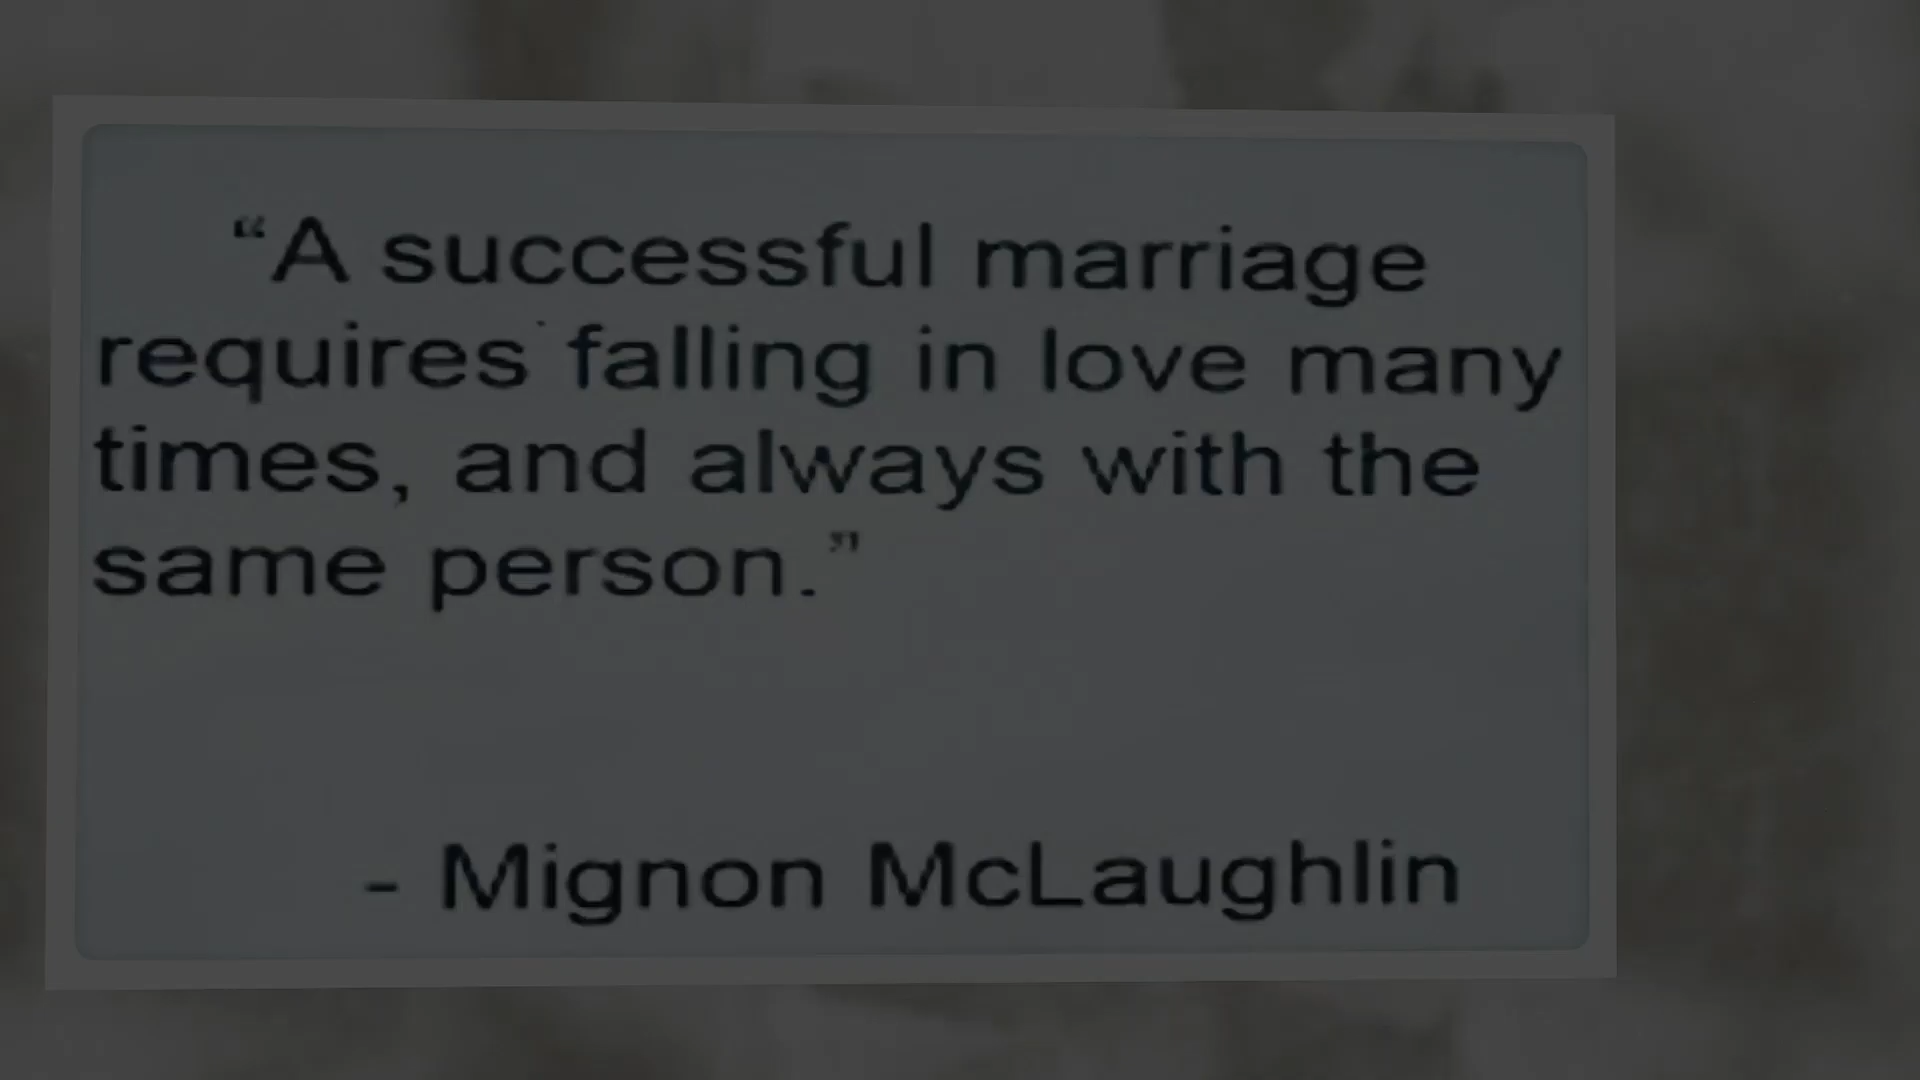 “A successful marriage
requires falling in love many
times, and always with the
same person.”
- Mignon McLaughlin